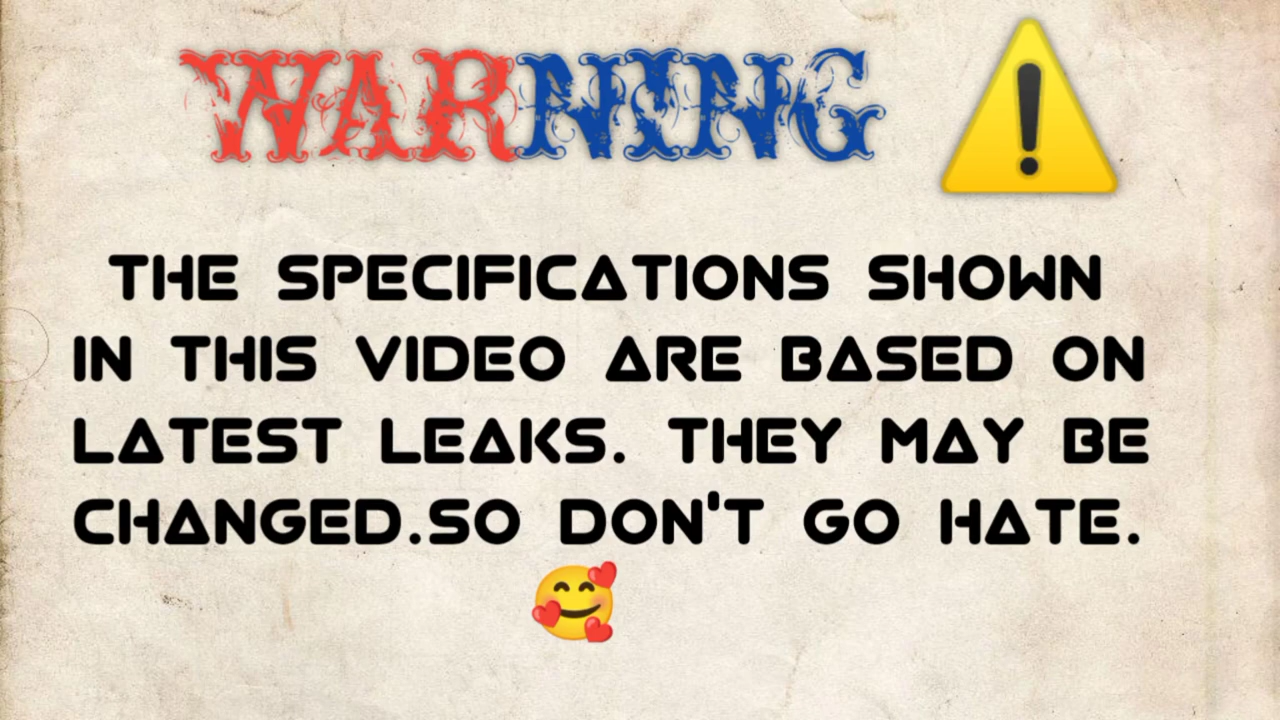 WARNING ⚠️
THE SPECIFICATIONS SHOWN
IN THIS VIDEO ARE BASED ON
LATEST LEAKS. THEY MAY BE
CHANGED.SO DON'T GO HATE.
🥰